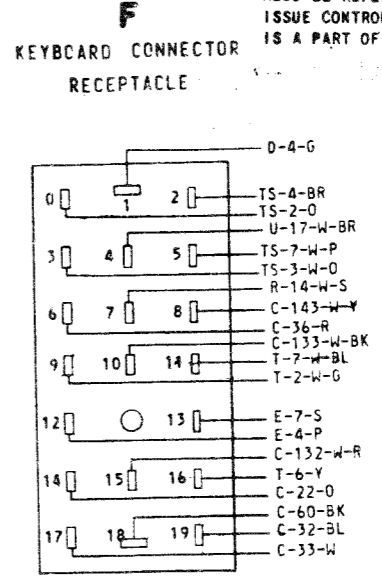 F
KEYBOARD CONNECTOR
RECEPTACLE
ISSUE CONTROL
IS A PART OF
D-4-G
1
0 2 TS-4-BR
TS-2-O
U-17-W-BR
3 4 5 TS-7-W-P
TS-3-W-O
R-14-W-S
6 7 8 C-143-W-Y
C-36-R
C-133-W-BK
9 10 11 T-7-W-BL
T-2-W-G
12 13 E-7-S
E-4-P
C-132-W-R
14 15 16 T-6-Y
C-22-O
C-60-BK
17 18 19 C-32-BL
C-33-W